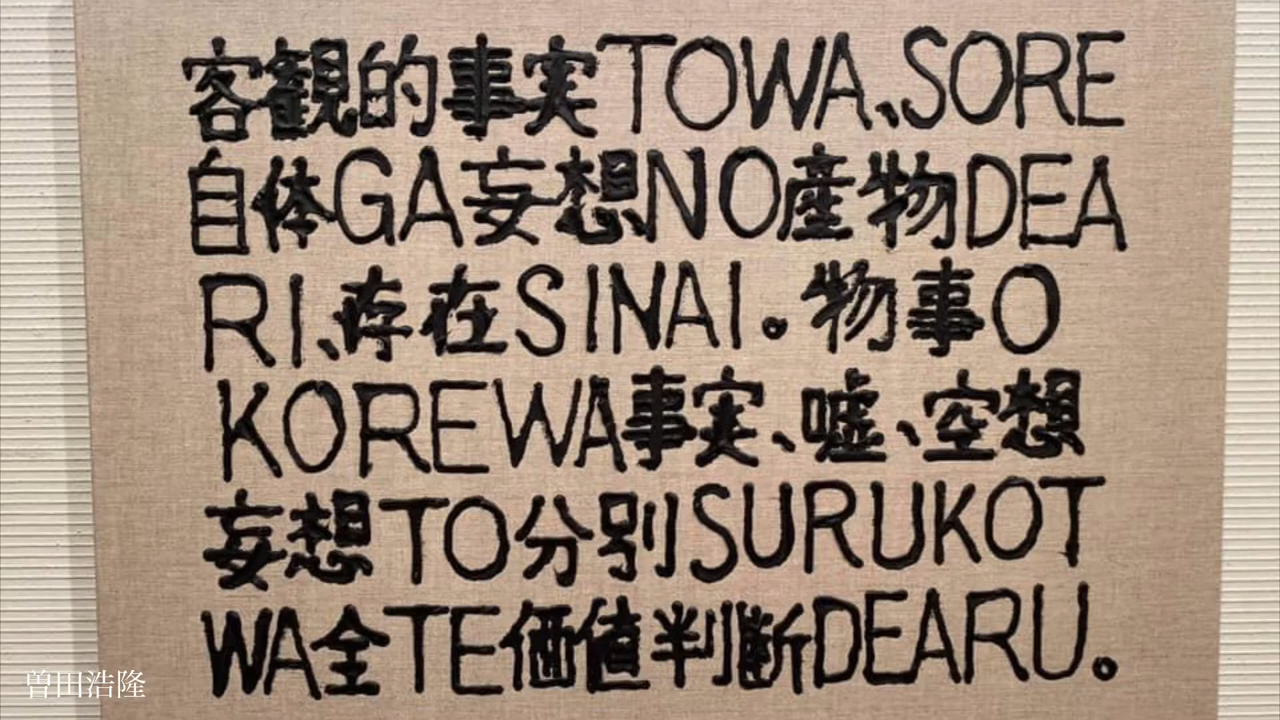 客観的事実TOWA、SORE
自体GA妄想NO産物DEA
RI、存在SINAI。物事O
KOREWA事実、嘘、空想
妄想TO分別SURUKOT
WA全TE価値判断DEARU。
曽田浩隆